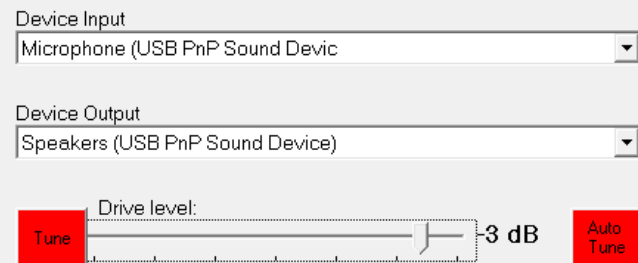 Device Input
Microphone (USB PnP Sound Devic
Device Output
Speakers (USB PnP Sound Device)
Drive level:
Tune
-3 dB
Auto
Tune